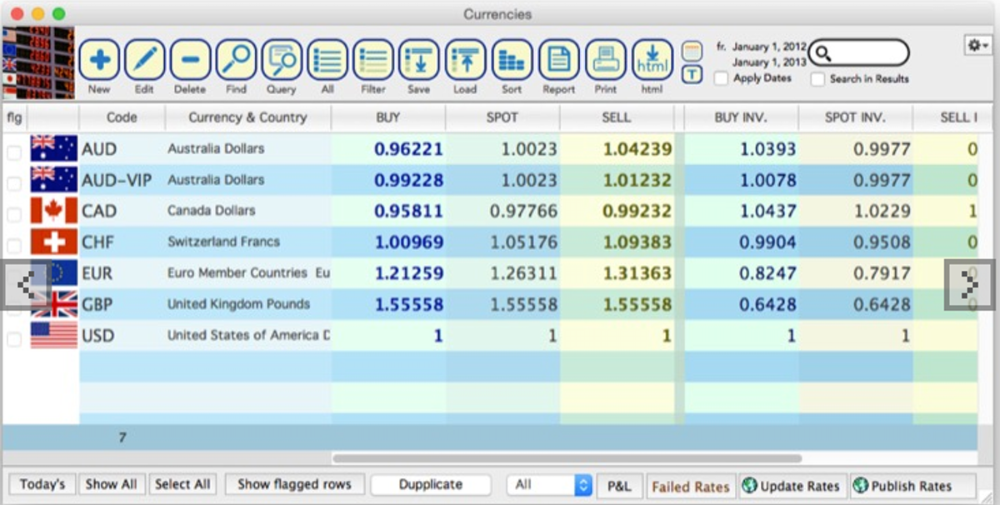 Currencies
New Edit Delete Find Query All Filter Save Load Sort Report Print html html T
fr. January 1, 2012
January 1, 2013
Apply Dates Search in Results
flg Code Currency & Country BUY SPOT SELL BUY INV. SPOT INV. SELL I
AUD Australia Dollars 0.96221 1.0023 1.04239 1.0393 0.9977 0
AUD-VIP Australia Dollars 0.99228 1.0023 1.01232 1.0078 0.9977 0
CAD Canada Dollars 0.95811 0.97766 0.99232 1.0437 1.0229 1
CHF Switzerland Francs 1.00969 1.05176 1.09383 0.9904 0.9508 0
EUR Euro Member Countries Eu 1.21259 1.26311 1.31363 0.8247 0.7917 0
GBP United Kingdom Pounds 1.55558 1.55558 1.55558 0.6428 0.6428 0
USD United States of America D 1 1 1 1 1
7
Today's Show All Select All Show flagged rows Dupplicate All P&L Failed Rates Update Rates Publish Rates